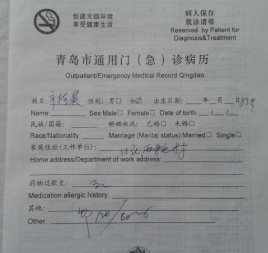 创建无烟环境
享受健康生活
病人保存
就诊请带
Reserved by Patient for
Diagnosis&Treatment
青岛市通用门(急)诊病历
Outpatient/Emergency Medical Record Qingdao
姓名: 性别: 男□ 女☑ 出生日期: 年 月 日
Name Sex:Male□ Female□ Date of birth: / /
民族/国籍: 婚姻状况: 已婚□ 未婚□
Race/Nationality: Marriage (Marital status):Married□ Single□
家庭住址(工作单位):
Home address/Department of work address:
药物过敏史:
Medication allergic history:
其他:
Other: